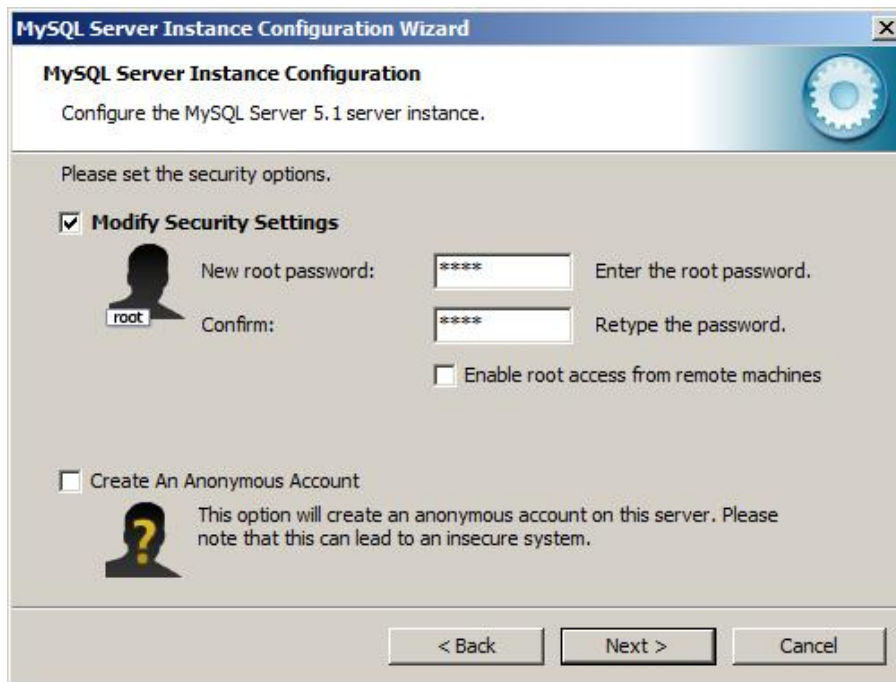 MySQL Server Instance Configuration Wizard
MySQL Server Instance Configuration
Configure the MySQL Server 5.1 server instance.
Please set the security options.
Modify Security Settings
New root password: **** Enter the root password.
root
Confirm: **** Retype the password.
Enable root access from remote machines
Create An Anonymous Account
This option will create an anonymous account on this server. Please
note that this can lead to an insecure system.
< Back Next > Cancel